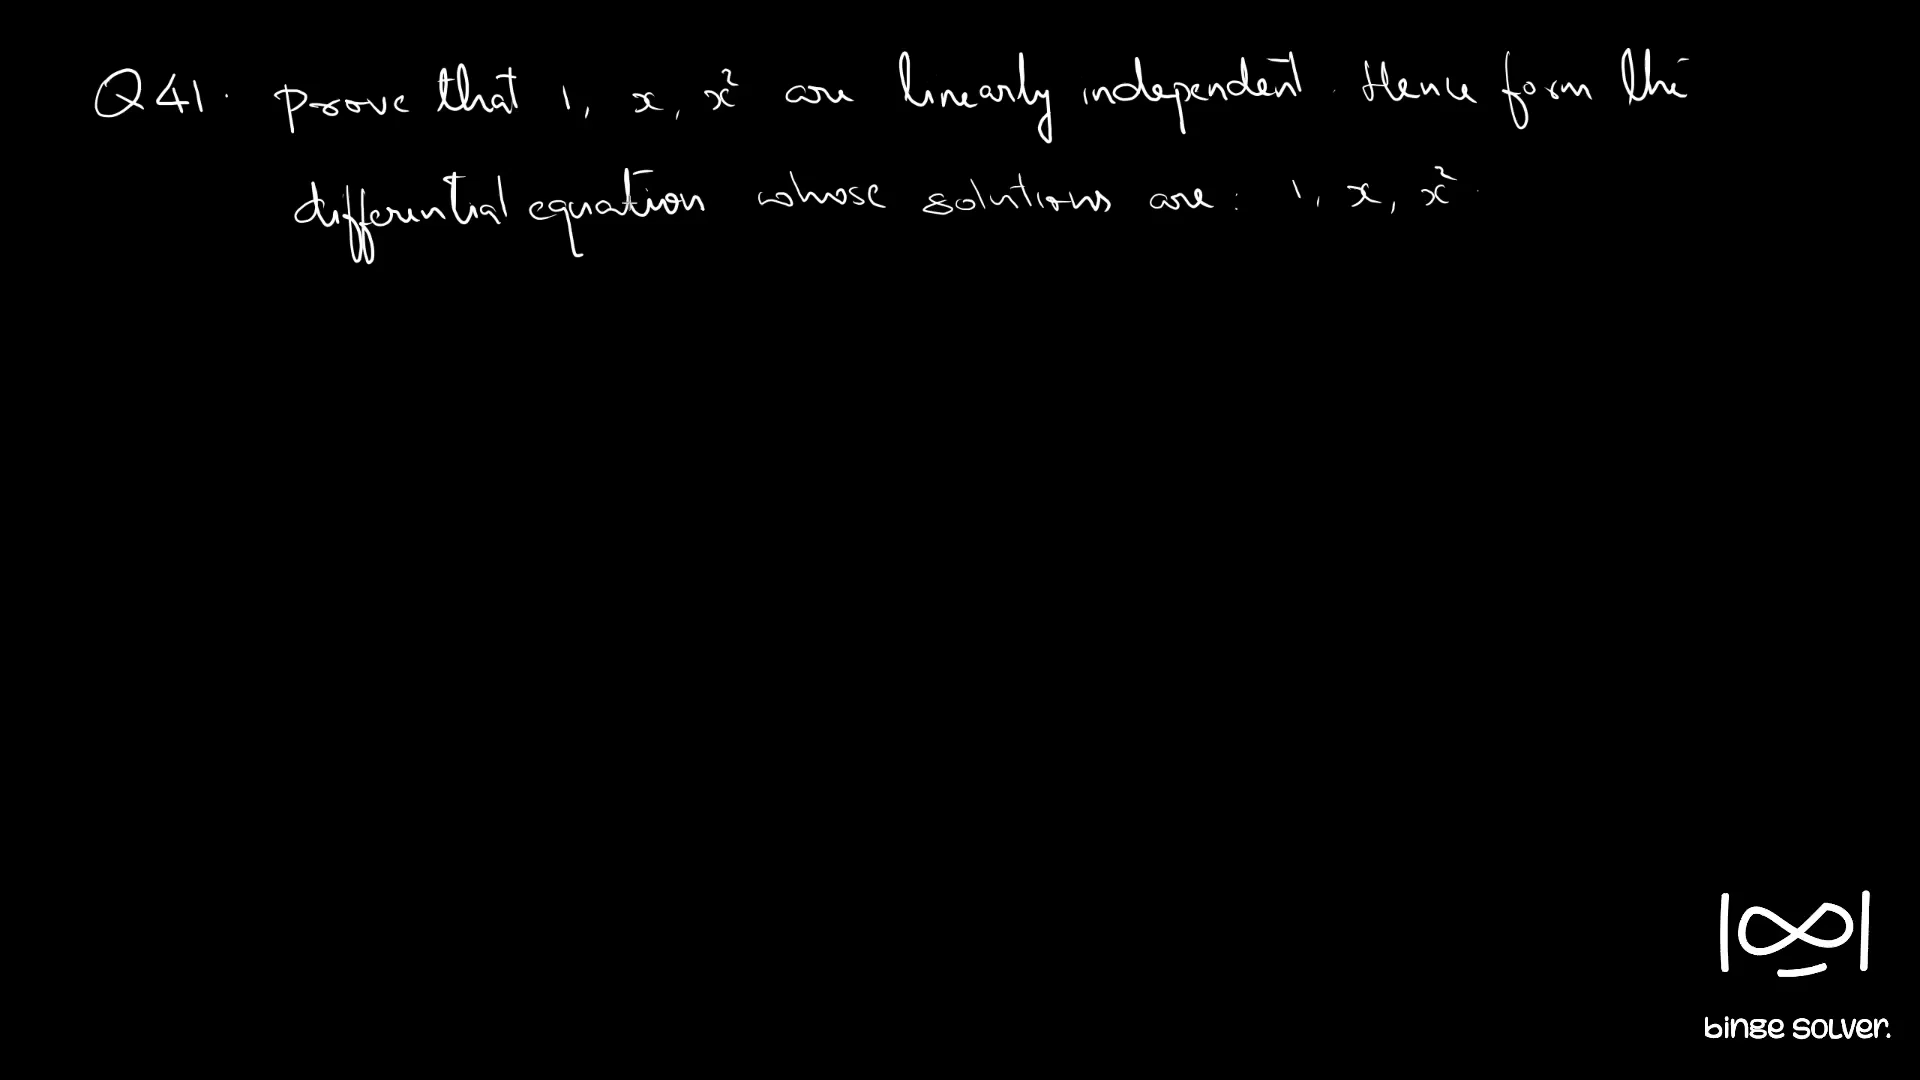 Q41. Prove that 1, x, x² are linearly independent. Hence form the
differential equation whose solutions are: 1, x, x².
binge solver.